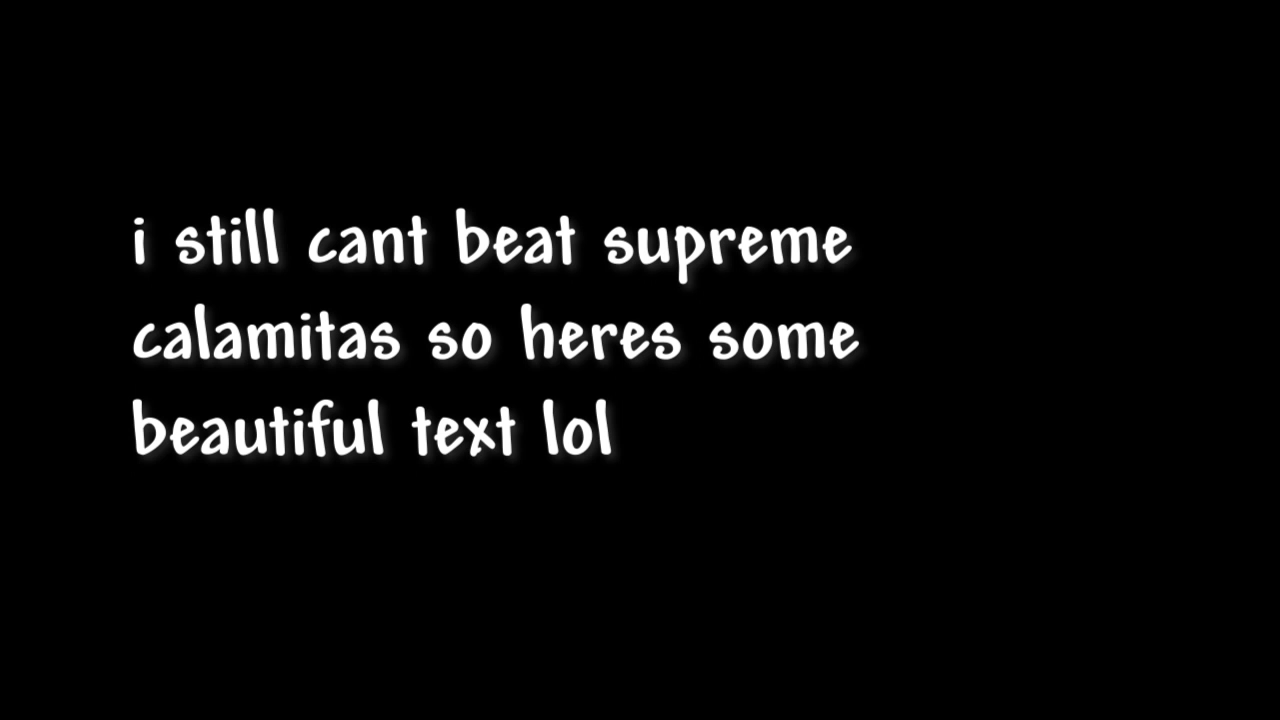 i still cant beat supreme
calamitas so heres some
beautiful text lol